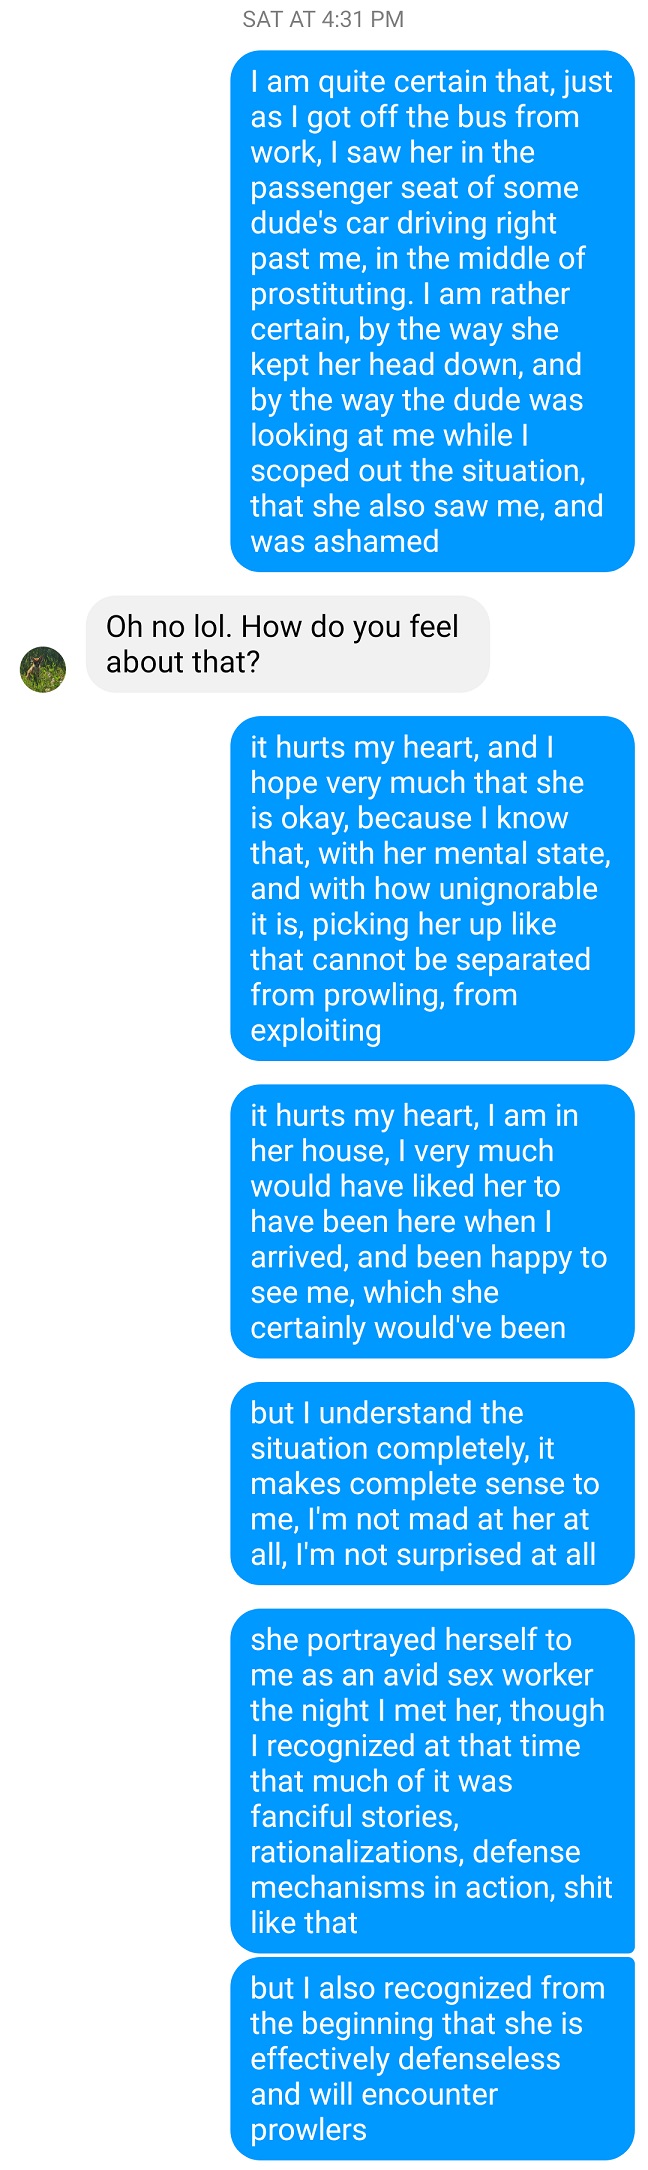 SAT AT 4:31 PM
I am quite certain that, just
as I got off the bus from
work, I saw her in the
passenger seat of some
dude's car driving right
past me, in the middle of
prostituting. I am rather
certain, by the way she
kept her head down, and
by the way the dude was
looking at me while I
scoped out the situation,
that she also saw me, and
was ashamed
Oh no lol. How do you feel
about that?
it hurts my heart, and I
hope very much that she
is okay, because I know
that, with her mental state,
and with how unignorable
it is, picking her up like
that cannot be separated
from prowling, from
exploiting
it hurts my heart, I am in
her house, I very much
would have liked her to
have been here when I
arrived, and been happy to
see me, which she
certainly would've been
but I understand the
situation completely, it
makes complete sense to
me, I'm not mad at her at
all, I'm not surprised at all
she portrayed herself to
me as an avid sex worker
the night I met her, though
I recognized at that time
that much of it was
fanciful stories,
rationalizations, defense
mechanisms in action, shit
like that
but I also recognized from
the beginning that she is
effectively defenseless
and will encounter
prowlers